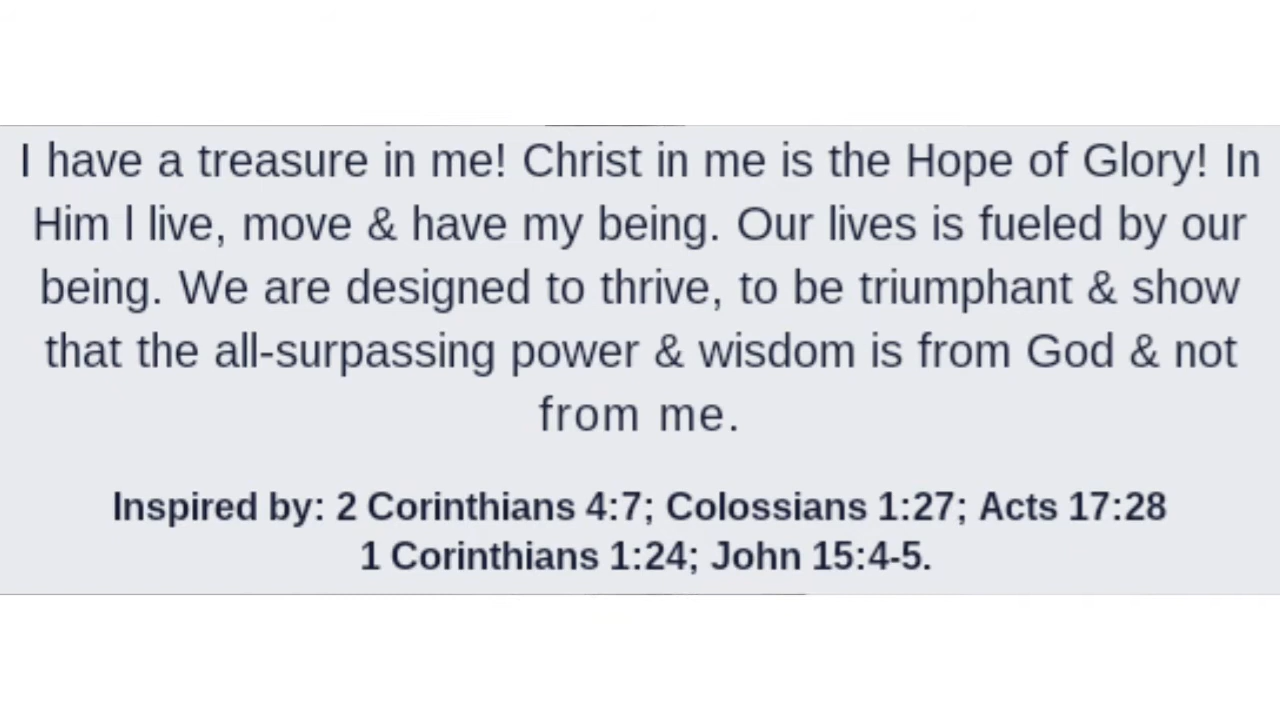 I have a treasure in me! Christ in me is the Hope of Glory! In
Him I live, move & have my being. Our lives is fueled by our
being. We are designed to thrive, to be triumphant & show
that the all-surpassing power & wisdom is from God & not
from me.
Inspired by: 2 Corinthians 4:7; Colossians 1:27; Acts 17:28
1 Corinthians 1:24; John 15:4-5.